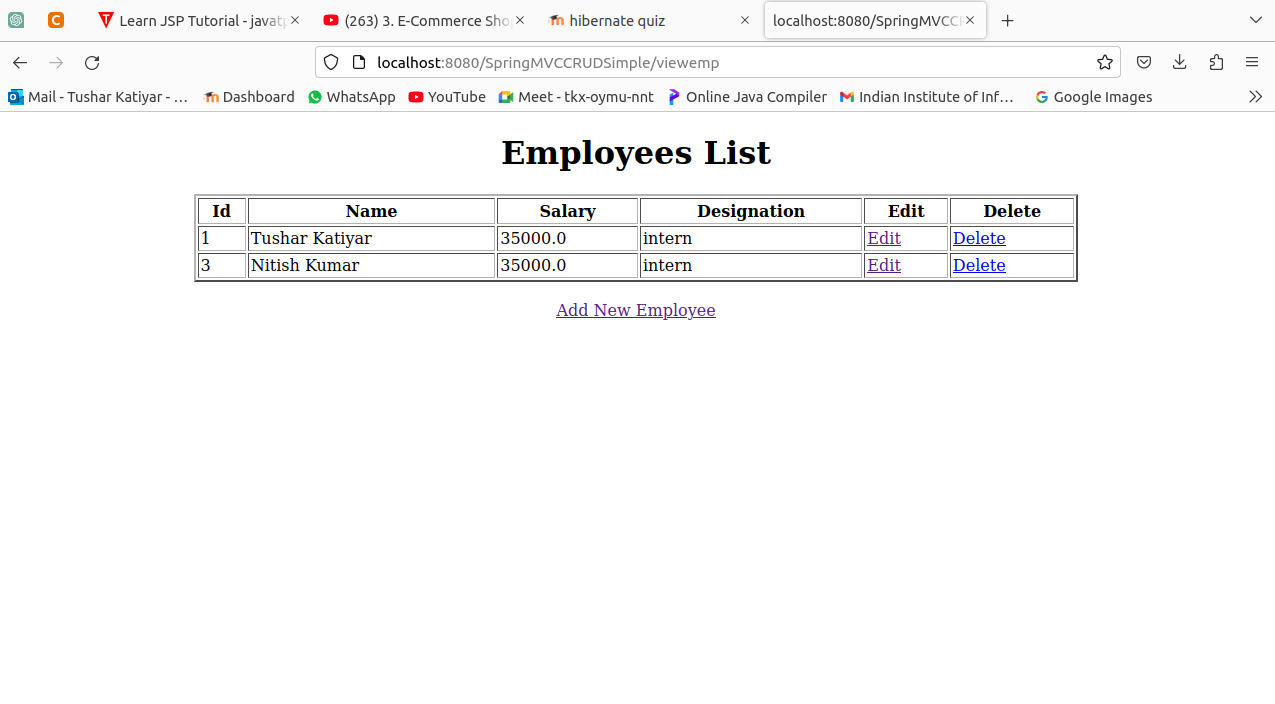 Learn JSP Tutorial - javatp
(263) 3. E-Commerce Sho
hibernate quiz
localhost:8080/SpringMVCC
localhost:8080/SpringMVCCRUDSimple/viewemp
Mail - Tushar Katiyar - ... Dashboard WhatsApp YouTube Meet - tkx-oymu-nnt Online Java Compiler Indian Institute of Inf... Google Images
Employees List
Id Name Salary Designation Edit Delete
1 Tushar Katiyar 35000.0 intern Edit Delete
3 Nitish Kumar 35000.0 intern Edit Delete
Add New Employee